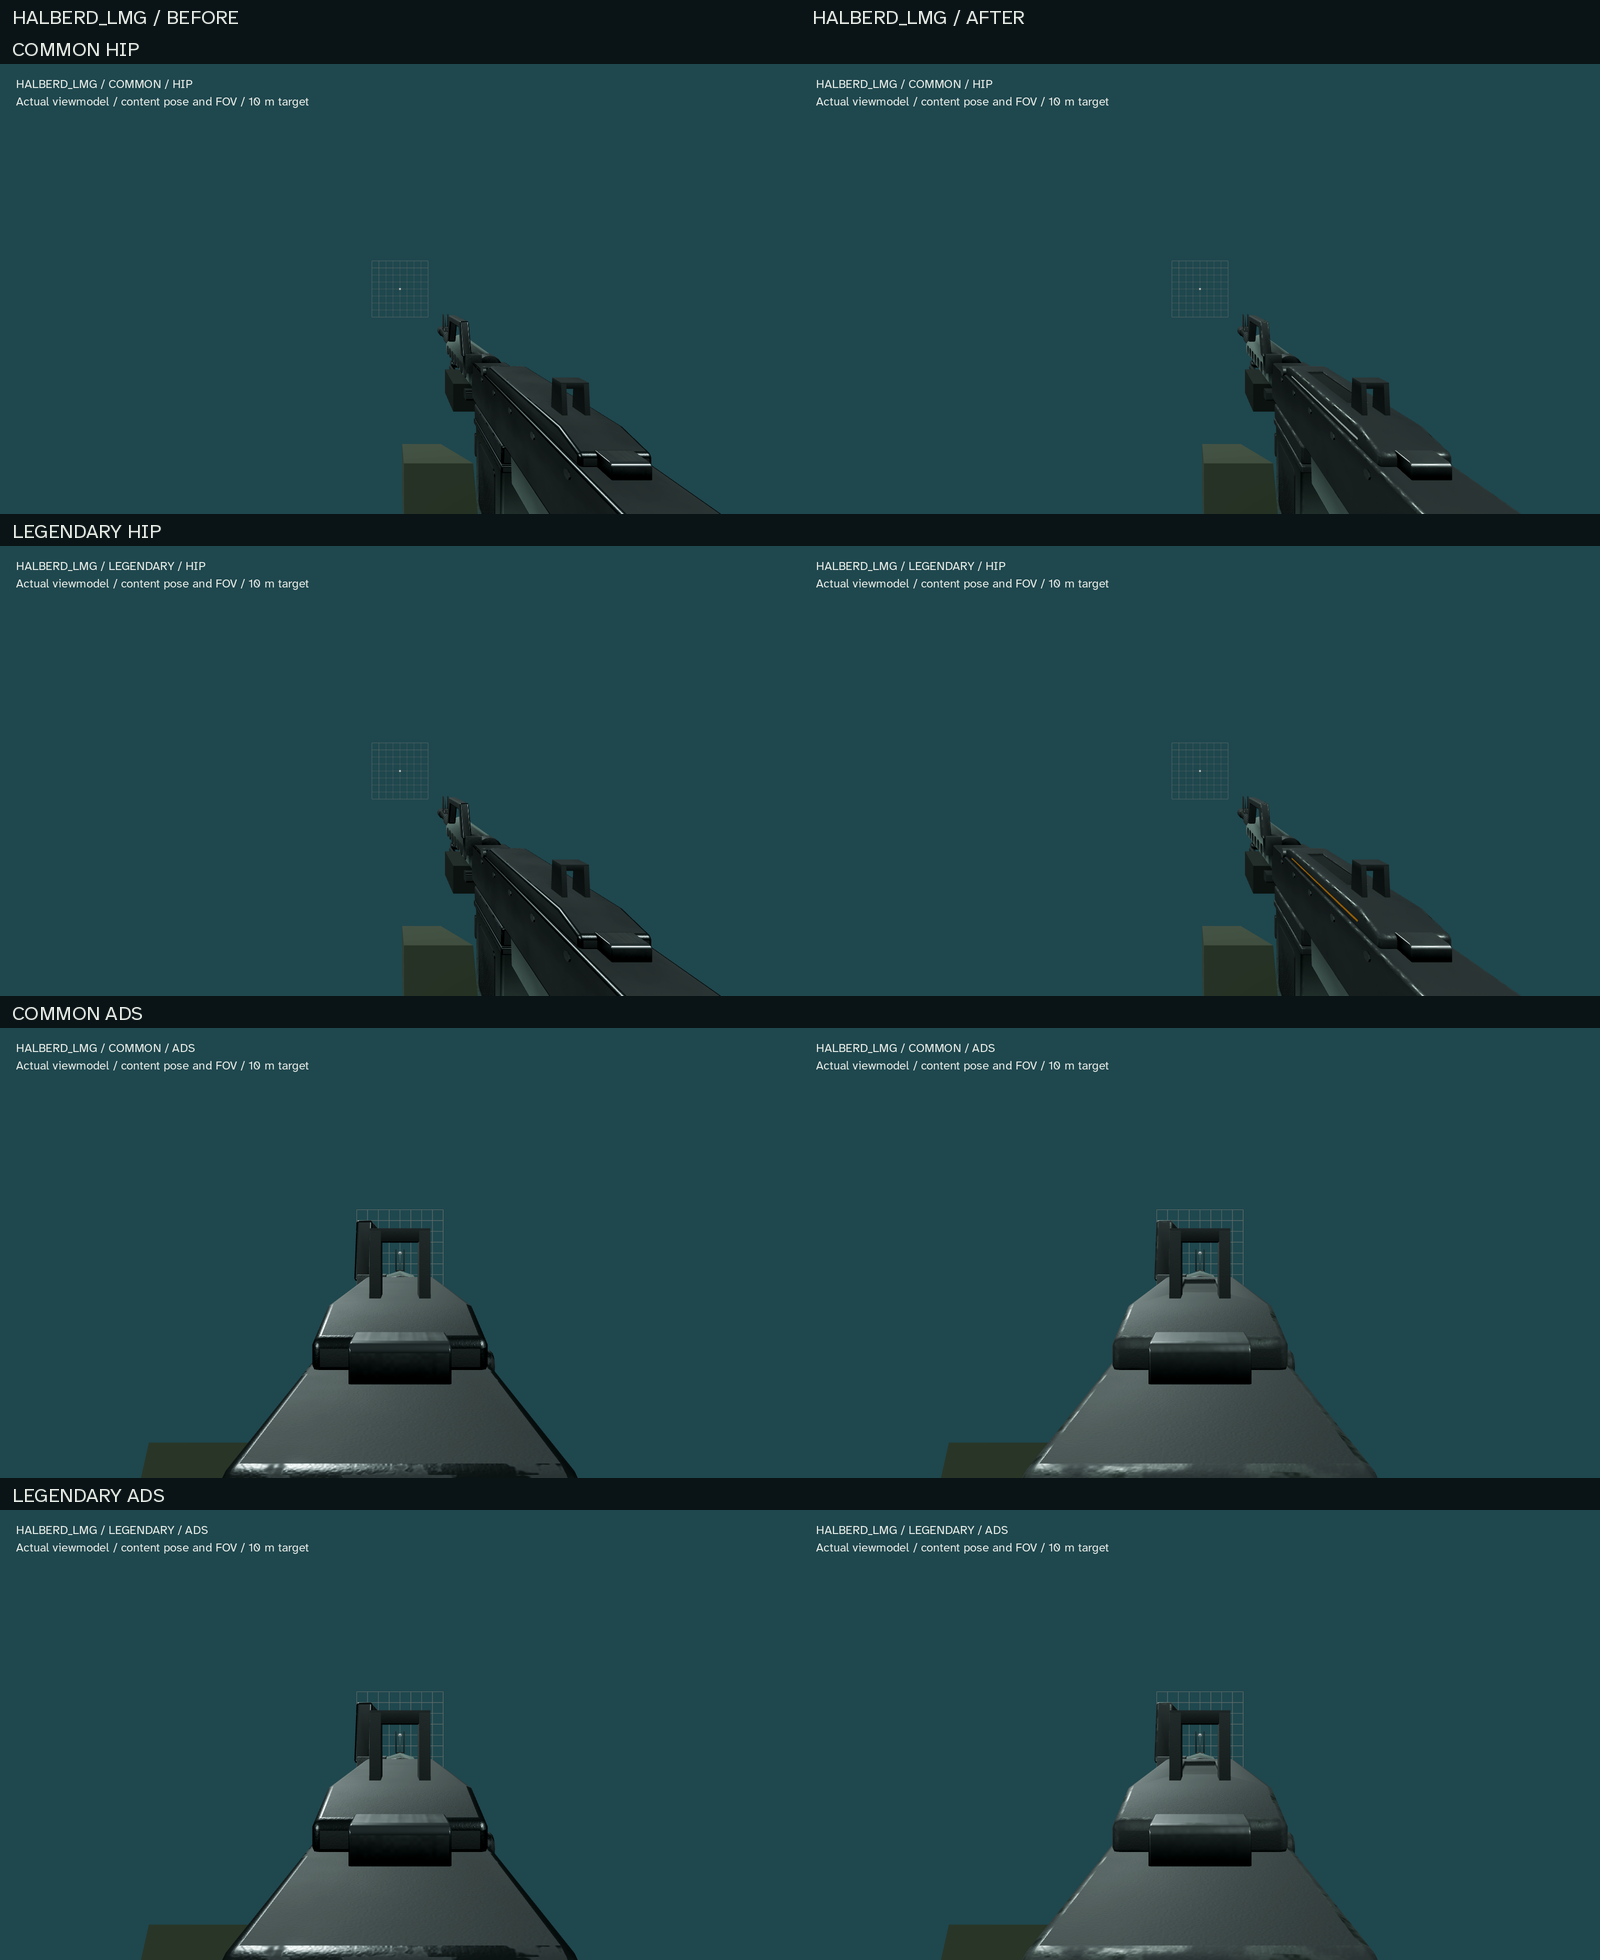 HALBERD_LMG / BEFORE
HALBERD_LMG / AFTER
COMMON HIP
HALBERD_LMG / COMMON / HIP
Actual viewmodel / content pose and FOV / 10 m target
HALBERD_LMG / COMMON / HIP
Actual viewmodel / content pose and FOV / 10 m target
LEGENDARY HIP
HALBERD_LMG / LEGENDARY / HIP
Actual viewmodel / content pose and FOV / 10 m target
HALBERD_LMG / LEGENDARY / HIP
Actual viewmodel / content pose and FOV / 10 m target
COMMON ADS
HALBERD_LMG / COMMON / ADS
Actual viewmodel / content pose and FOV / 10 m target
HALBERD_LMG / COMMON / ADS
Actual viewmodel / content pose and FOV / 10 m target
LEGENDARY ADS
HALBERD_LMG / LEGENDARY / ADS
Actual viewmodel / content pose and FOV / 10 m target
HALBERD_LMG / LEGENDARY / ADS
Actual viewmodel / content pose and FOV / 10 m target